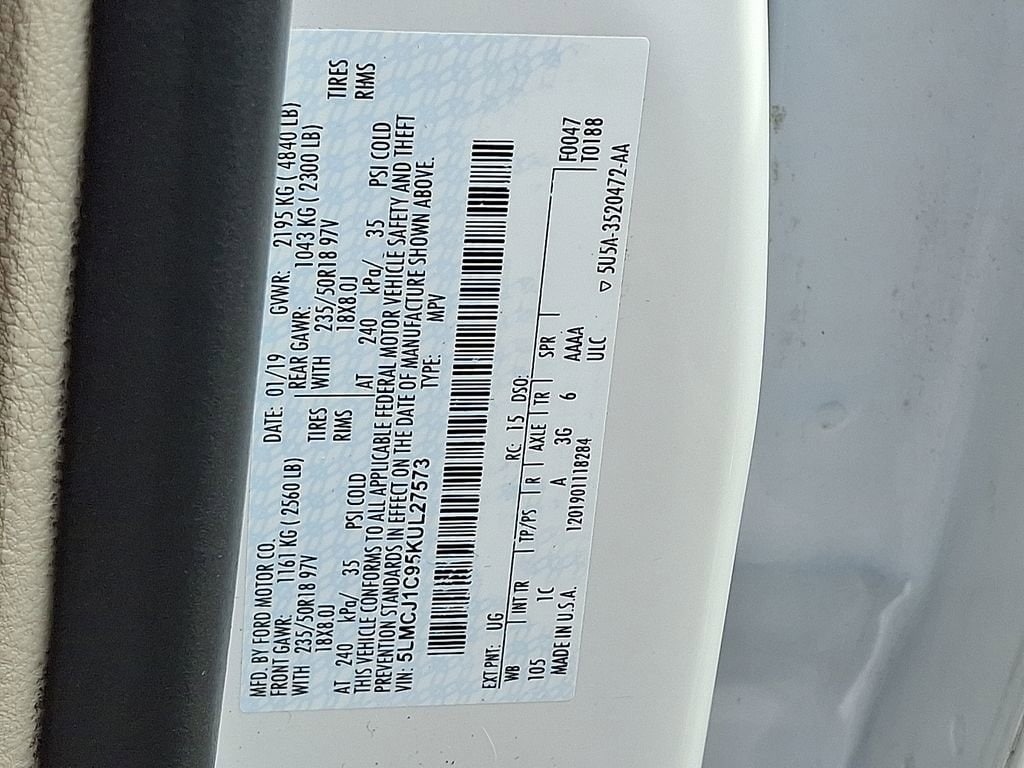 MFD. BY FORD MOTOR CO. DATE: 01/19 GVWR: 2195 KG ( 4840 LB)
FRONT GAWR: 1161 KG ( 2560 LB) REAR GAWR: 1043 KG ( 2300 LB)
WITH 235/50R18 97V TIRES WITH 235/50R18 97V TIRES
18X8.0J RIMS 18X8.0J RIMS
AT 240 kPa/ 35 PSI COLD AT 240 kPa/ 35 PSI COLD
THIS VEHICLE CONFORMS TO ALL APPLICABLE FEDERAL MOTOR VEHICLE SAFETY AND THEFT
PREVENTION STANDARDS IN EFFECT ON THE DATE OF MANUFACTURE SHOWN ABOVE.
VIN: 5LMCJ1C95KUL27573 TYPE: MPV
EXT PNT: UG RC: 15 DSO:
WB INT TR TP/PS R AXLE TR SPR
105 1C A 3G 6 AAAA
F0047
T0188
MADE IN U.S.A. 1201901118284 ULC
▽ 5U5A-3520472-AA